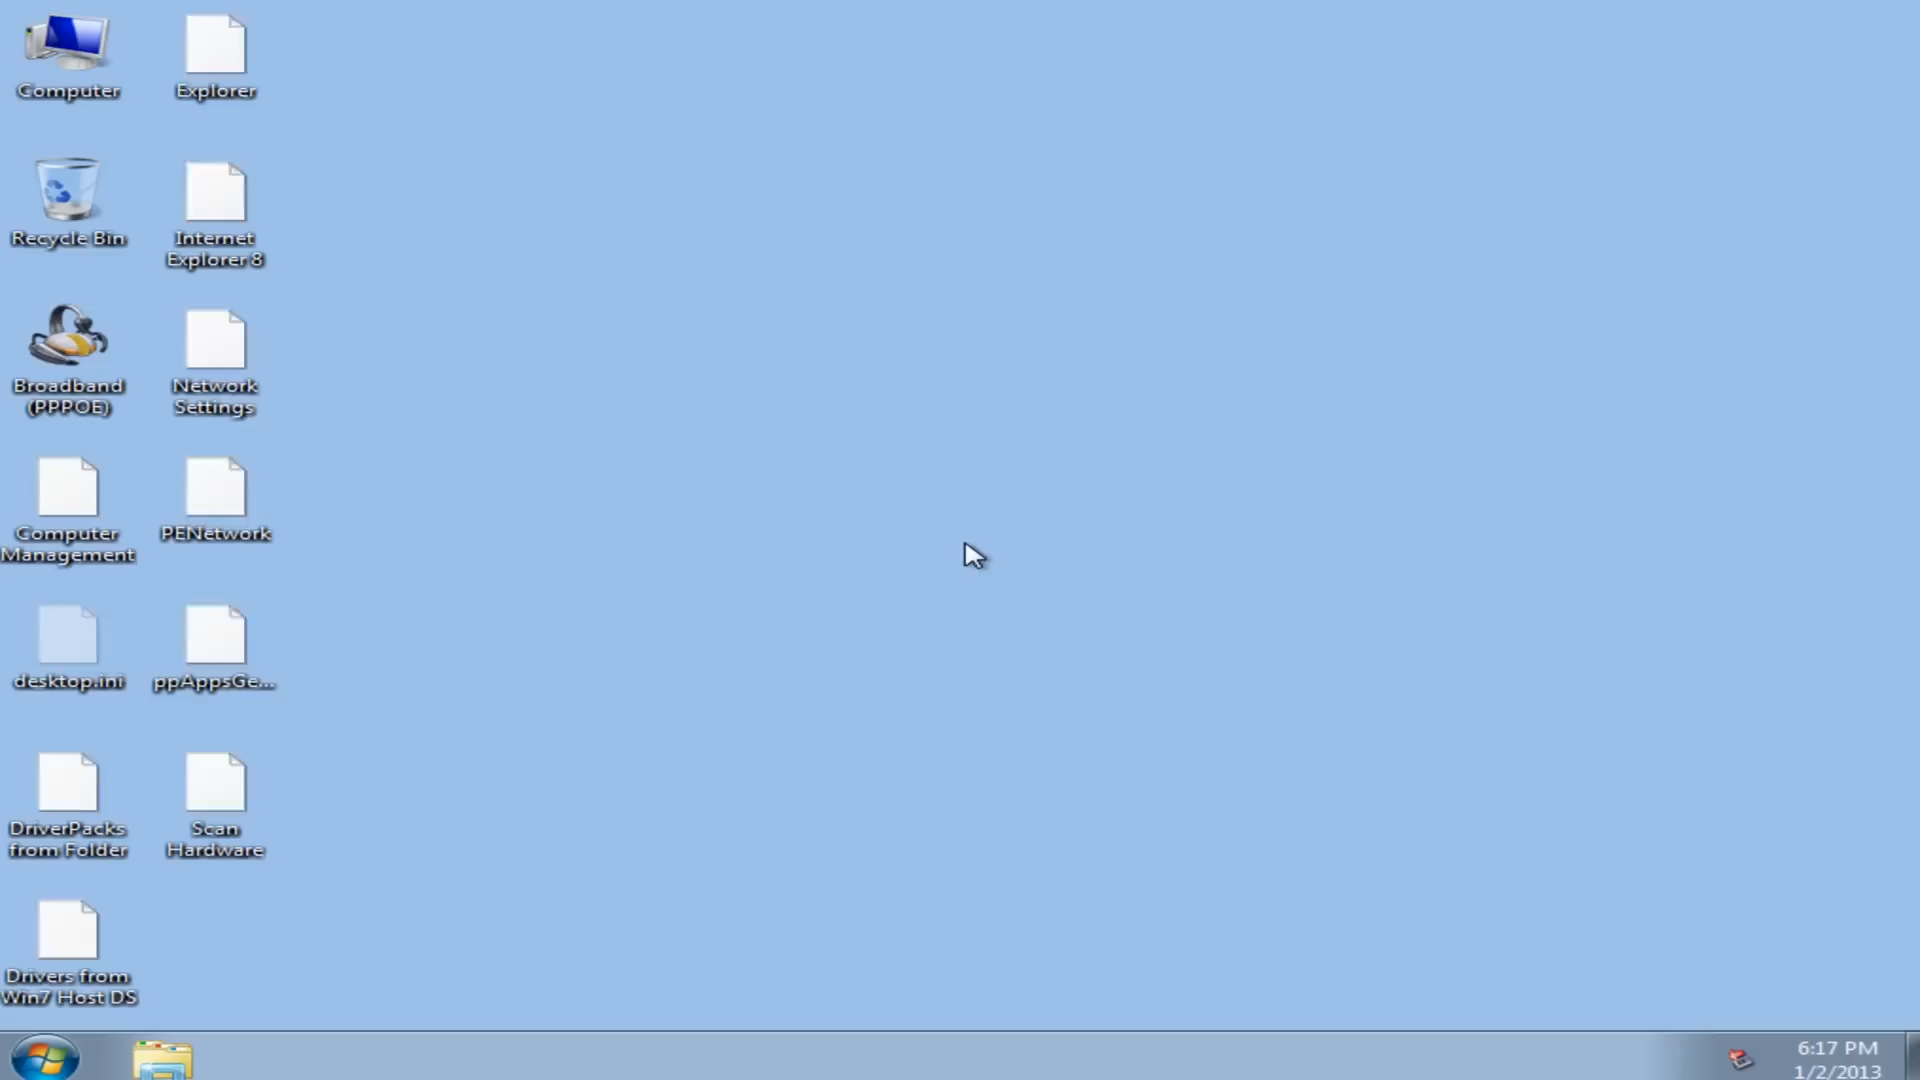 Computer
Explorer
Recycle Bin
Internet
Explorer 8
Broadband
(PPPOE)
Network
Settings
Computer
Management
PENetwork
desktop.ini
ppAppsGe...
DriverPacks
from Folder
Scan
Hardware
Drivers from
Win7 Host DS
6:17 PM
1/2/2013